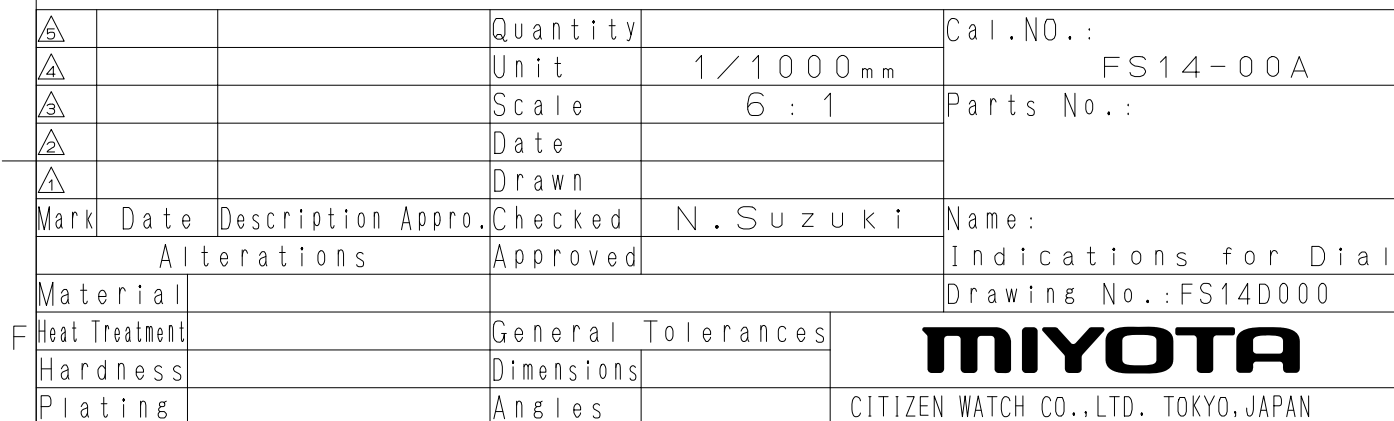 5 Quantity Cal.NO.:
4 Unit 1/1000mm FS14-00A
3 Scale 6:1 Parts No.:
2 Date
1 Drawn
Mark Date Description Appro. Checked N.Suzuki Name:
Alterations Approved Indications for Dial
Material Drawing No.:FS14D000
F Heat Treatment General Tolerances MIYOTA
Hardness Dimensions
Plating Angles CITIZEN WATCH CO.,LTD. TOKYO,JAPAN